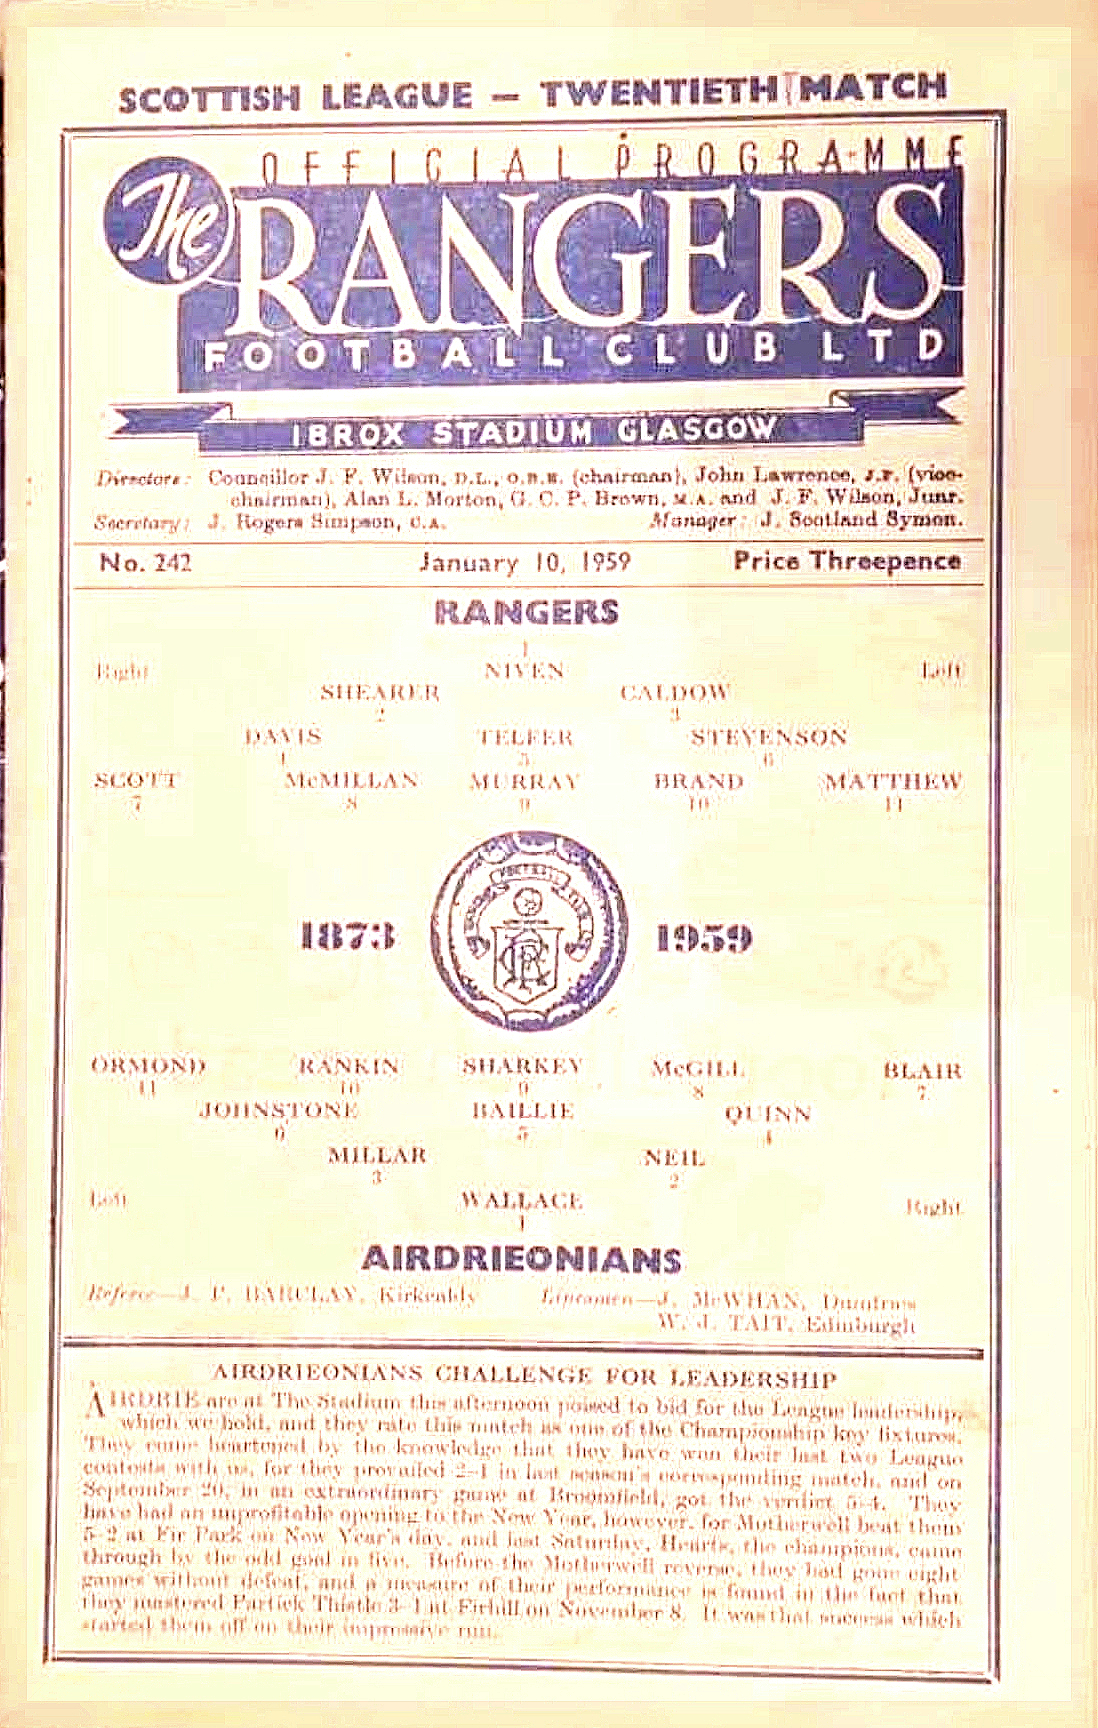 SCOTTISH LEAGUE — TWENTIETH MATCH
OFFICIAL PROGRAMME
The RANGERS
FOOTBALL CLUB LTD
IBROX STADIUM GLASGOW
Directors: Councillor J. F. Wilson, D.L., O.B.E. (chairman), John Lawrence, J.P. (vice-
chairman), Alan L. Morton, G. C. P. Brown, M.A. and J. F. Wilson, Junr.
Secretary: J. Rogers Simpson, C.A. Manager: J. Scotland Symon.
No. 242 January 10, 1959 Price Threepence
RANGERS
1
Right NIVEN Left
SHEARER CALDOW
2 3
DAVIS TELFER STEVENSON
4 5 6
SCOTT McMILLAN MURRAY BRAND MATTHEW
7 8 9 10 11
FOOTBALL
1873 1959
ORMOND RANKIN SHARKEY McGILL BLAIR
11 10 9 8 7
JOHNSTONE BAILLIE QUINN
6 5 4
MILLAR NEIL
3 2
Left WALLACE Right
1
AIRDRIEONIANS
Referee—J. P. BARCLAY, Kirkcaldy Linesmen—J. McWHAN, Dumfries
W. J. TAIT, Edinburgh
AIRDRIEONIANS CHALLENGE FOR LEADERSHIP
AIRDRIE are at The Stadium this afternoon poised to bid for the League leadership,
which we hold, and they rate this match as one of the Championship key fixtures.
They come heartened by the knowledge that they have won their last two League
contests with us, for they prevailed 2-1 in last season's corresponding match, and on
September 20, in an extraordinary game at Broomfield, got the verdict 5-4. They
have had an unprofitable opening to the New Year, however, for Motherwell beat them
5-2 at Fir Park on New Year's day, and last Saturday, Hearts, the champions, came
through by the odd goal in five. Before the Motherwell reverse, they had gone eight
games without defeat, and a measure of their performance is found in the fact that
they mastered Partick Thistle 3-1 at Firhill on November 8. It was that success which
started them off on their impressive run.